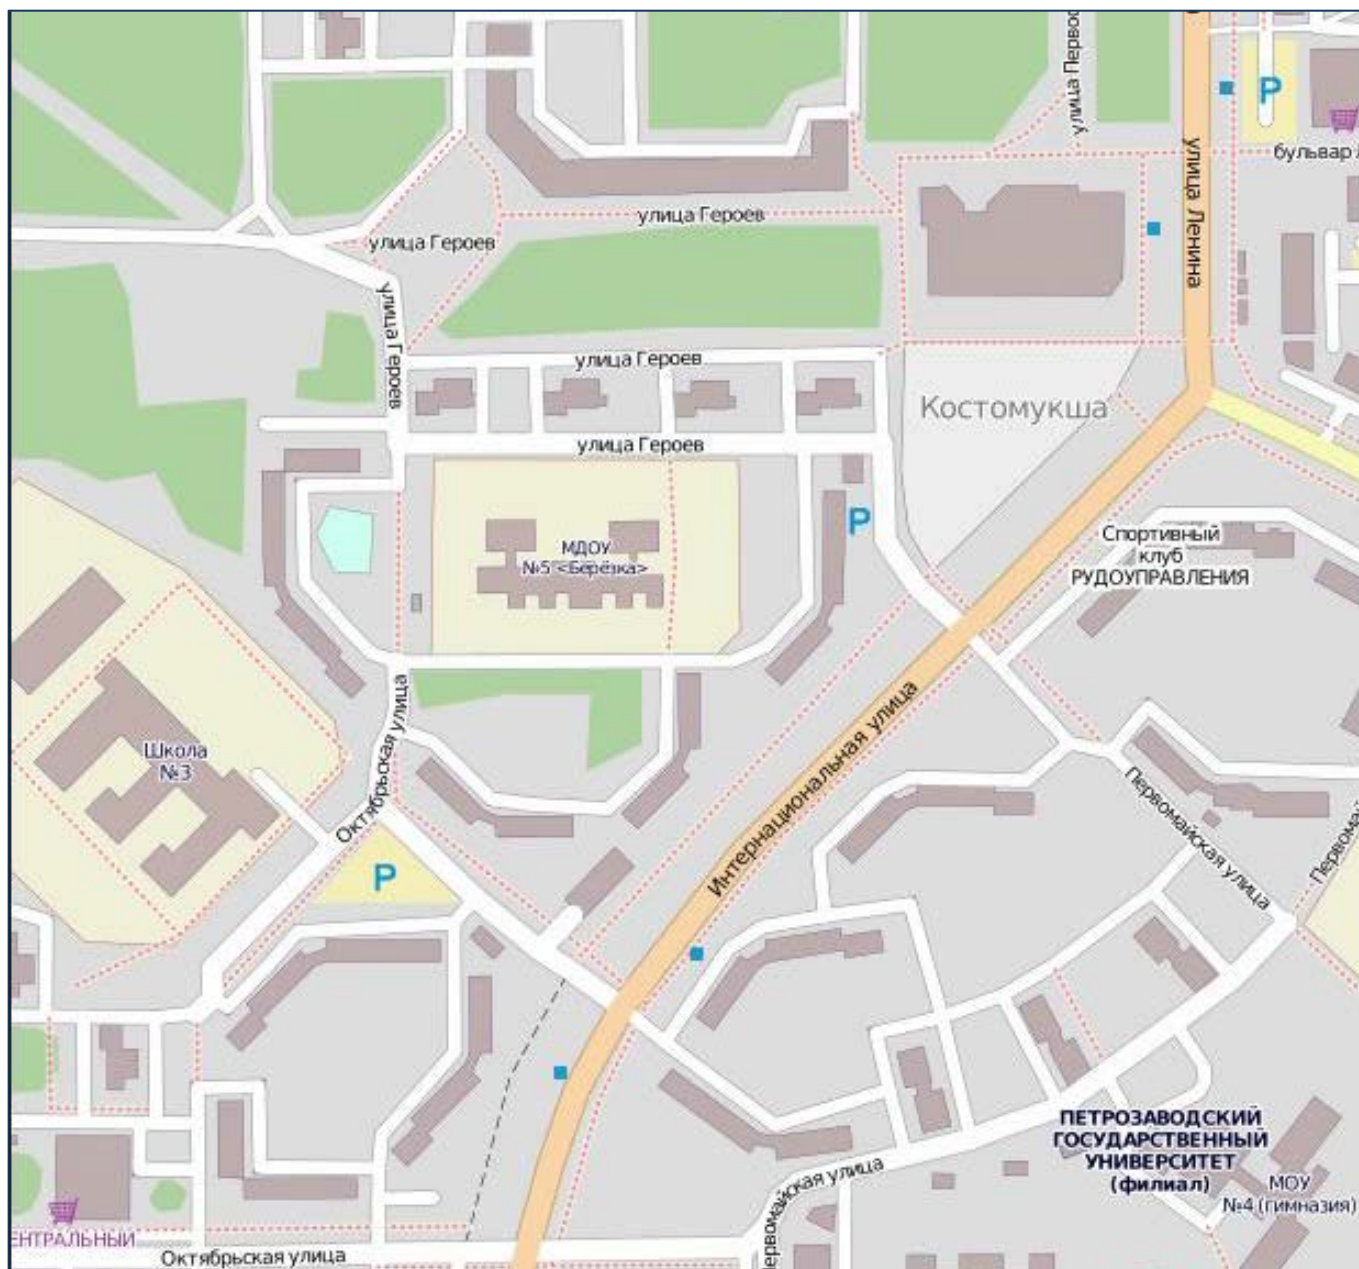 улица Первос
P
бульвар Л
улица Ленина
улица Героев
улица Героев
улица Героев
улица Героев
Костомукша
улица Героев
P
Спортивный
клуб
РУДОУПРАВЛЕНИЯ
МДОУ
№5 <Берёзка>
Октябрьская улица
Интернациональная улица
Школа
№3
Первомайская улица
Первомай
P
ПЕТРОЗАВОДСКИЙ
ГОСУДАРСТВЕННЫЙ
УНИВЕРСИТЕТ
(филиал)
МОУ
№4 (гимназия)
Первомайская улица
ЕНТРАЛЬНЫЙ
Октябрьская улица